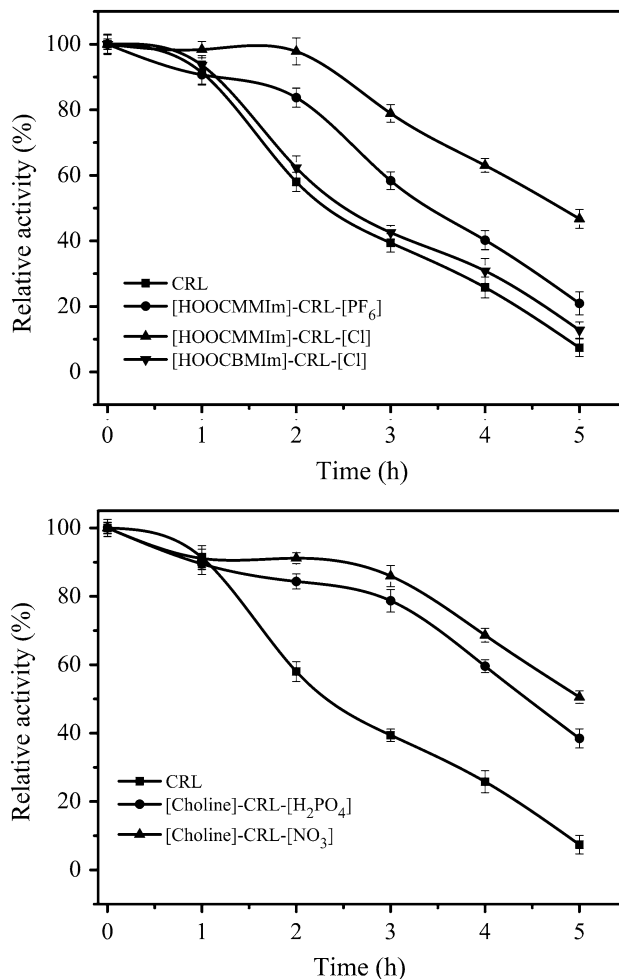 100
80
60
40
20
0
Relative activity (%)
CRL
[HOOCMMIm]-CRL-[PF₆]
[HOOCMMIm]-CRL-[Cl]
[HOOCBMIm]-CRL-[Cl]
0 1 2 3 4 5
Time (h)
100
80
60
40
20
0
Relative activity (%)
CRL
[Choline]-CRL-[H₂PO₄]
[Choline]-CRL-[NO₃]
0 1 2 3 4 5
Time (h)